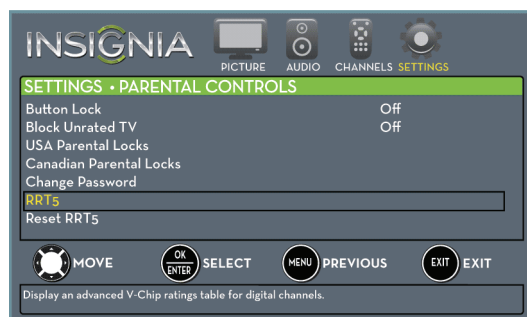 INSIGNIA
PICTURE AUDIO CHANNELS SETTINGS
SETTINGS • PARENTAL CONTROLS
Button Lock Off
Block Unrated TV Off
USA Parental Locks
Canadian Parental Locks
Change Password
RRT5
Reset RRT5
MOVE OK ENTER SELECT MENU PREVIOUS EXIT EXIT
Display an advanced V-Chip ratings table for digital channels.